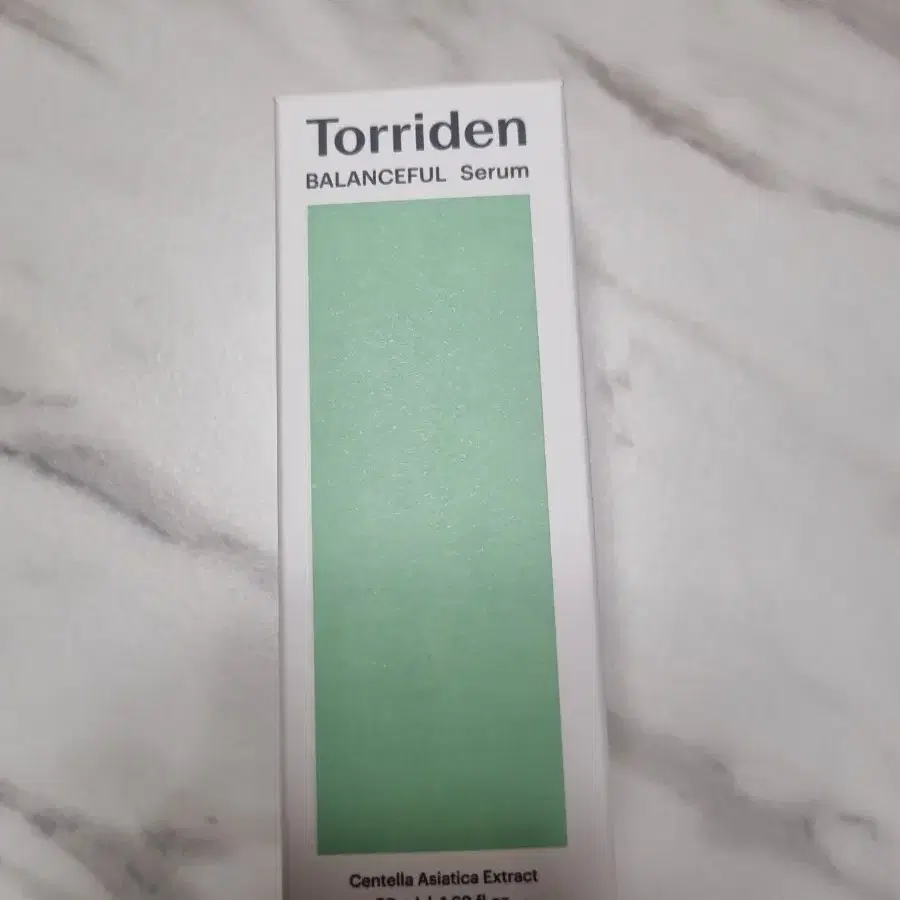 Torriden
BALANCEFUL Serum
Centella Asiatica Extract